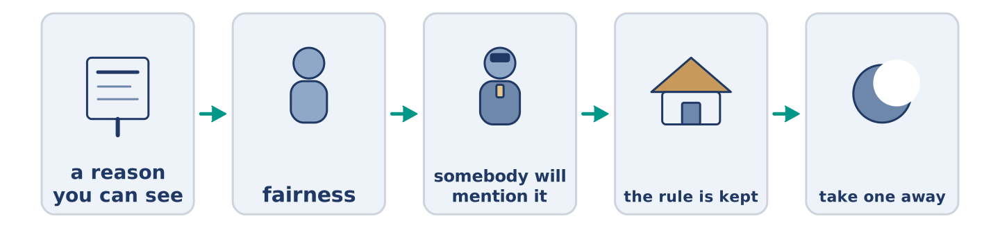 a reason
you can see
fairness
somebody will
mention it
the rule is kept
take one away